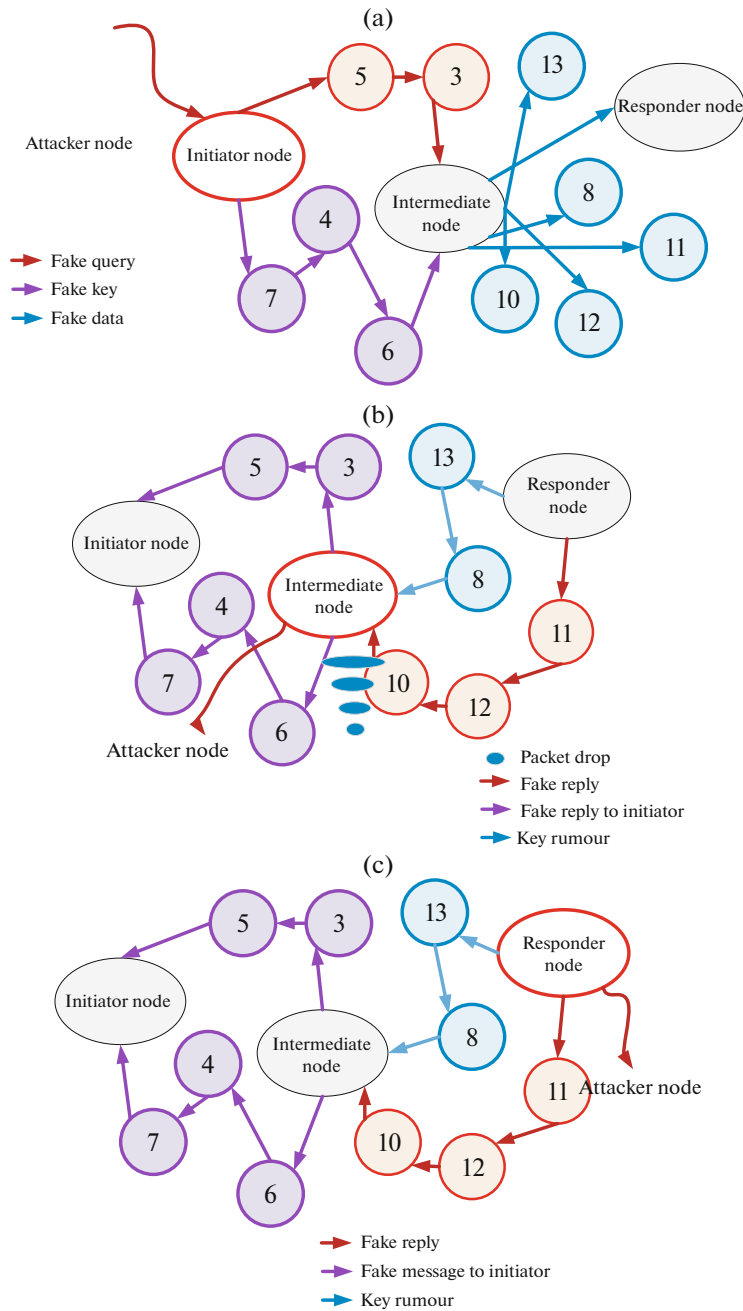 (a)
5
3
13
Responder node
Attacker node
Initiator node
4
Intermediate
node
8
11
7
10
12
6
Fake query
Fake key
Fake data
(b)
5
3
13
Responder
node
Initiator node
Intermediate
node
8
4
11
7
10
12
6
Attacker node
Packet drop
Fake reply
Fake reply to initiator
Key rumour
(c)
5
3
13
Responder
node
Initiator node
Intermediate
node
8
4
11
Attacker node
7
10
12
6
Fake reply
Fake message to initiator
Key rumour